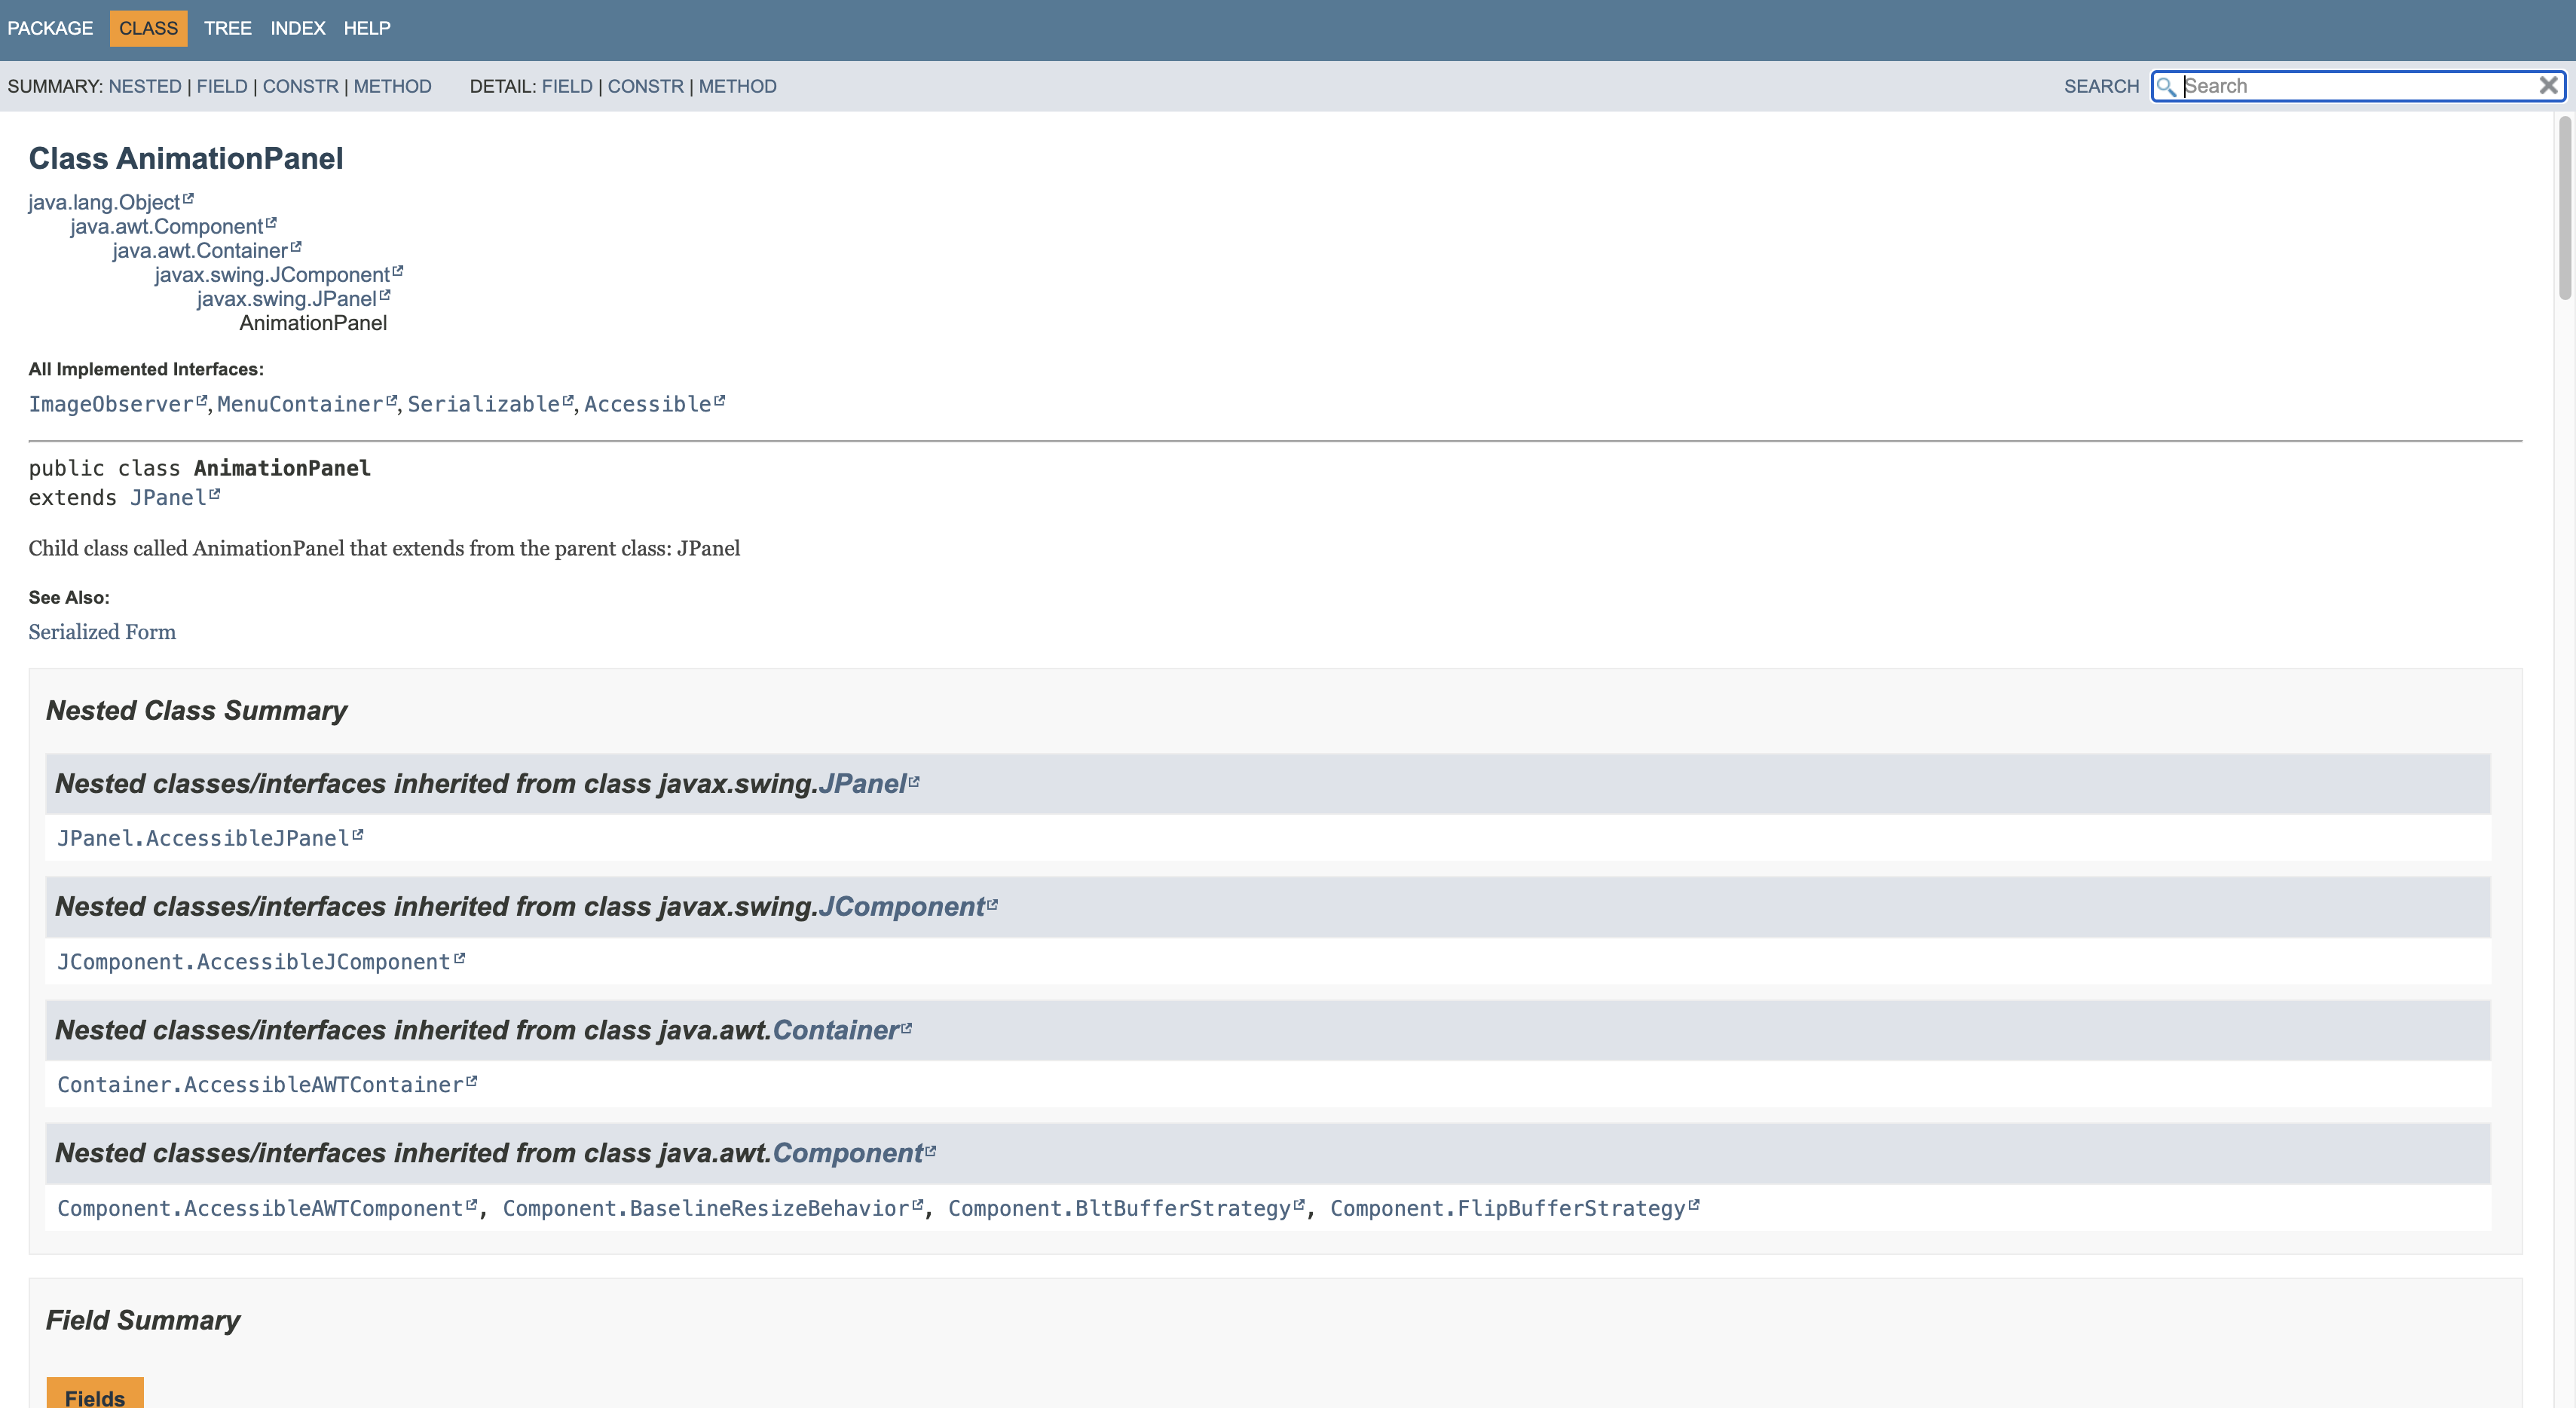 PACKAGE CLASS TREE INDEX HELP
SUMMARY: NESTED | FIELD | CONSTR | METHOD DETAIL: FIELD | CONSTR | METHOD SEARCH Search
Class AnimationPanel
java.lang.Object
java.awt.Component
java.awt.Container
javax.swing.JComponent
javax.swing.JPanel
AnimationPanel
All Implemented Interfaces:
ImageObserver, MenuContainer, Serializable, Accessible
public class AnimationPanel
extends JPanel
Child class called AnimationPanel that extends from the parent class: JPanel
See Also:
Serialized Form
Nested Class Summary
Nested classes/interfaces inherited from class javax.swing.JPanel
JPanel.AccessibleJPanel
Nested classes/interfaces inherited from class javax.swing.JComponent
JComponent.AccessibleJComponent
Nested classes/interfaces inherited from class java.awt.Container
Container.AccessibleAWTContainer
Nested classes/interfaces inherited from class java.awt.Component
Component.AccessibleAWTComponent, Component.BaselineResizeBehavior, Component.BltBufferStrategy, Component.FlipBufferStrategy
Field Summary
Fields